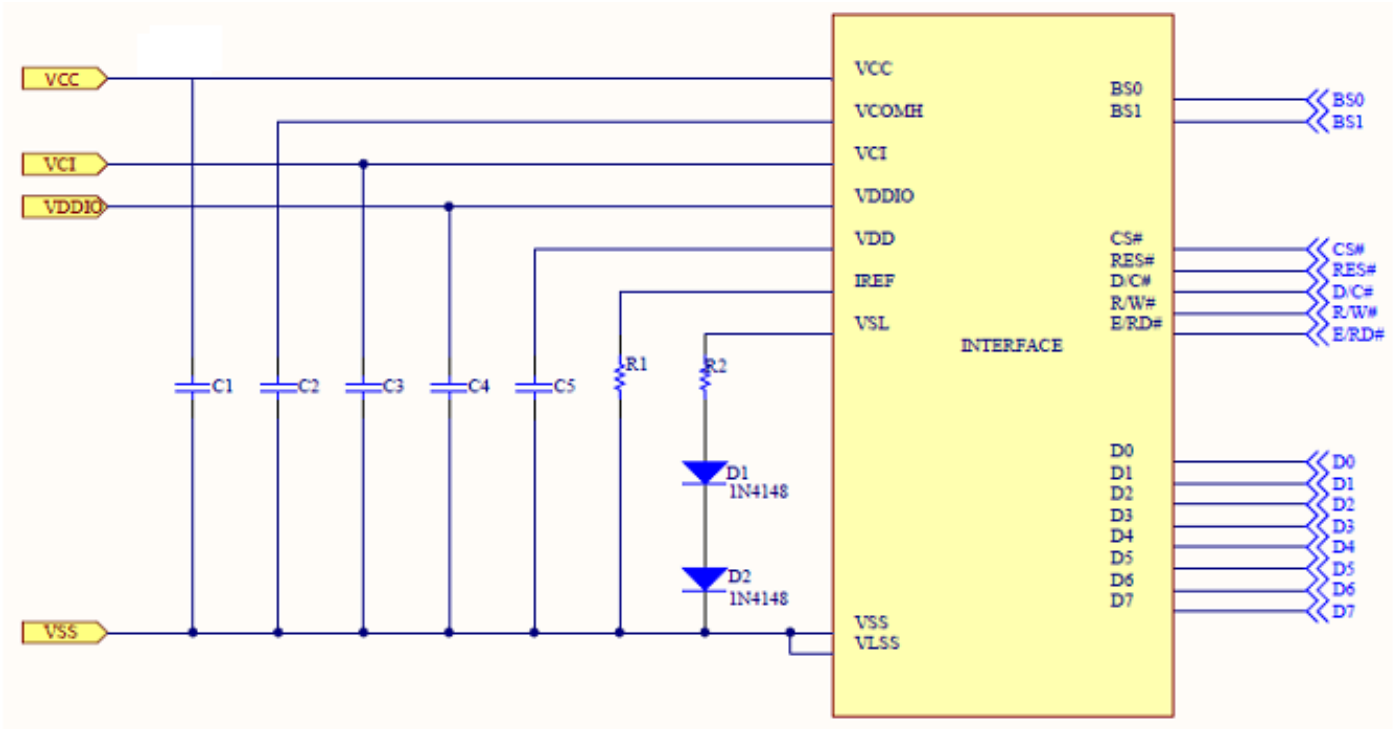 VCC
VCI
VDDIO
VSS
C1
C2
C3
C4
C5
R1
R2
D1
1N4148
D2
1N4148
VCC
VCOMH
VCI
VDDIO
VDD
IREF
VSL
VSS
VLSS
INTERFACE
BS0
BS1
CS#
RES#
D/C#
R/W#
E/RD#
D0
D1
D2
D3
D4
D5
D6
D7
BS0
BS1
CS#
RES#
D/C#
R/W#
E/RD#
D0
D1
D2
D3
D4
D5
D6
D7